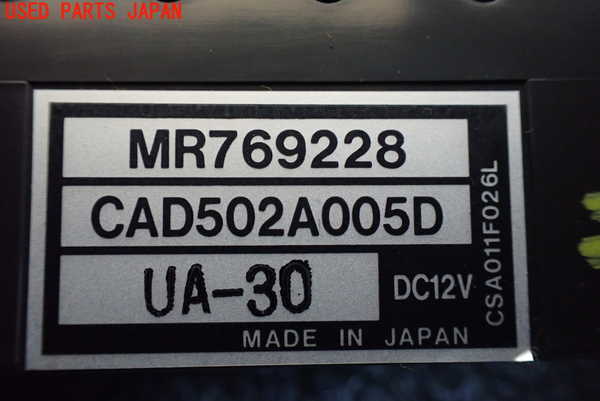 USED PARTS JAPAN
MR769228
CAD502A005D
UA-30
DC12V
MADE IN JAPAN
CSA011F026L